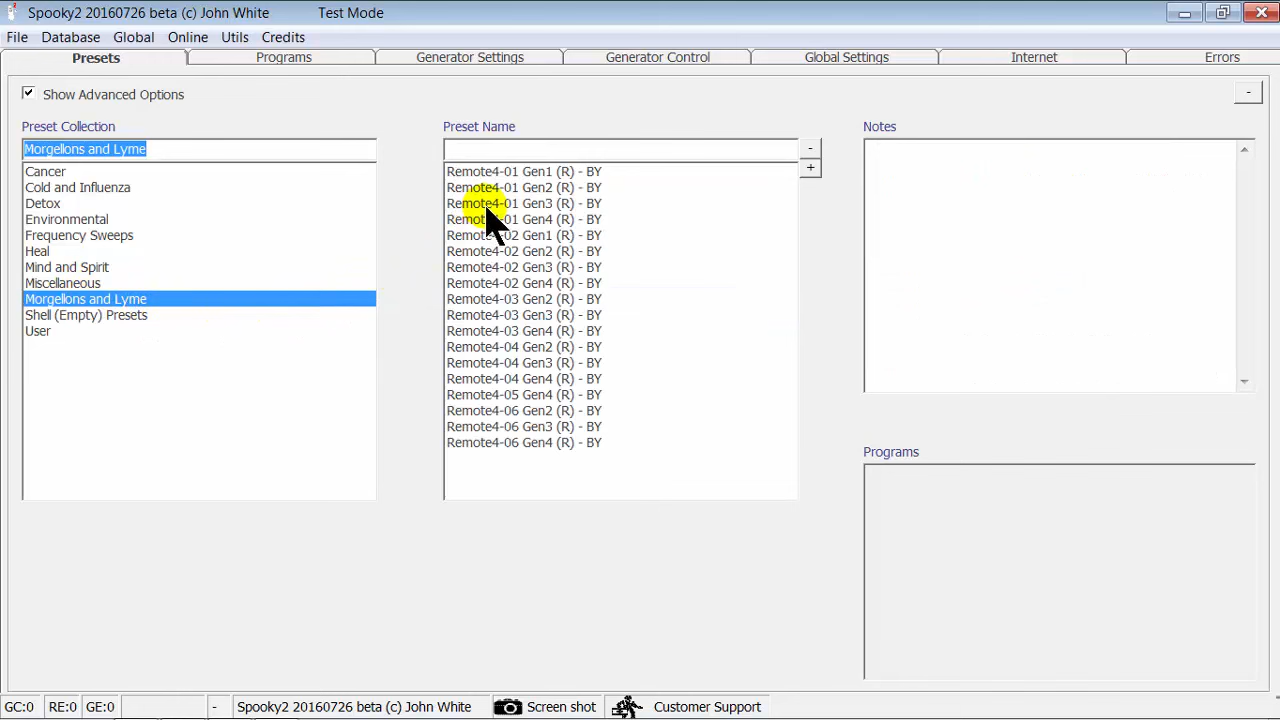 Spooky2 20160726 beta (c) John White Test Mode
File Database Global Online Utils Credits
Presets Programs Generator Settings Generator Control Global Settings Internet Errors
Show Advanced Options
-
Preset Collection
Morgellons and Lyme
Cancer
Cold and Influenza
Detox
Environmental
Frequency Sweeps
Heal
Mind and Spirit
Miscellaneous
Morgellons and Lyme
Shell (Empty) Presets
User
Preset Name
-
+
Remote4-01 Gen1 (R) - BY
Remote4-01 Gen2 (R) - BY
Remote4-01 Gen3 (R) - BY
Remote4-01 Gen4 (R) - BY
Remote4-02 Gen1 (R) - BY
Remote4-02 Gen2 (R) - BY
Remote4-02 Gen3 (R) - BY
Remote4-02 Gen4 (R) - BY
Remote4-03 Gen2 (R) - BY
Remote4-03 Gen3 (R) - BY
Remote4-03 Gen4 (R) - BY
Remote4-04 Gen2 (R) - BY
Remote4-04 Gen3 (R) - BY
Remote4-04 Gen4 (R) - BY
Remote4-05 Gen4 (R) - BY
Remote4-06 Gen2 (R) - BY
Remote4-06 Gen3 (R) - BY
Remote4-06 Gen4 (R) - BY
Notes
Programs
GC:0 RE:0 GE:0 - Spooky2 20160726 beta (c) John White Screen shot Customer Support